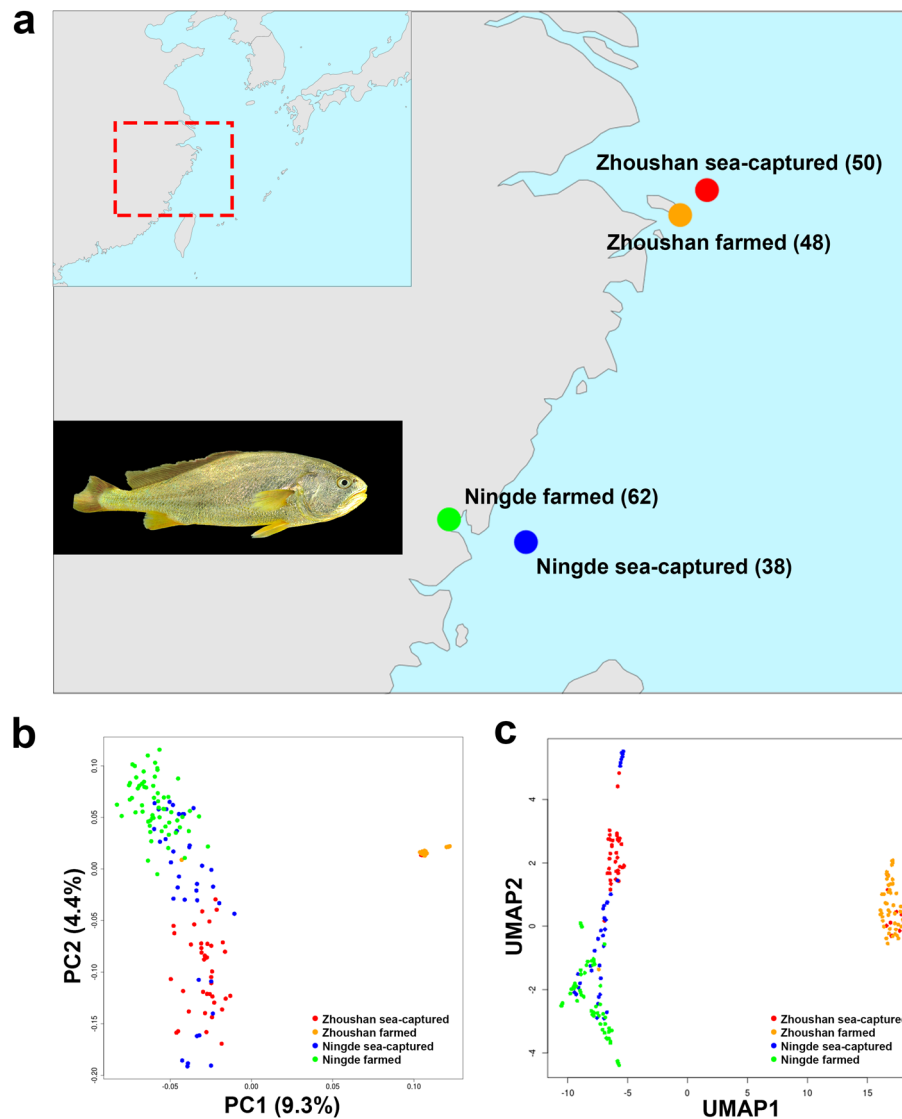 a
Zhoushan sea-captured (50)
Zhoushan farmed (48)
Ningde farmed (62)
Ningde sea-captured (38)
b
PC2 (4.4%)
0.10
0.05
0.00
-0.05
-0.10
-0.15
-0.20
Zhoushan sea-captured
Zhoushan farmed
Ningde sea-captured
Ningde farmed
-0.05
0.00
0.05
0.10
PC1 (9.3%)
c
UMAP2
4
2
0
-2
-4
Zhoushan sea-captured
Zhoushan farmed
Ningde sea-captured
Ningde farmed
-10
-5
0
5
10
15
UMAP1